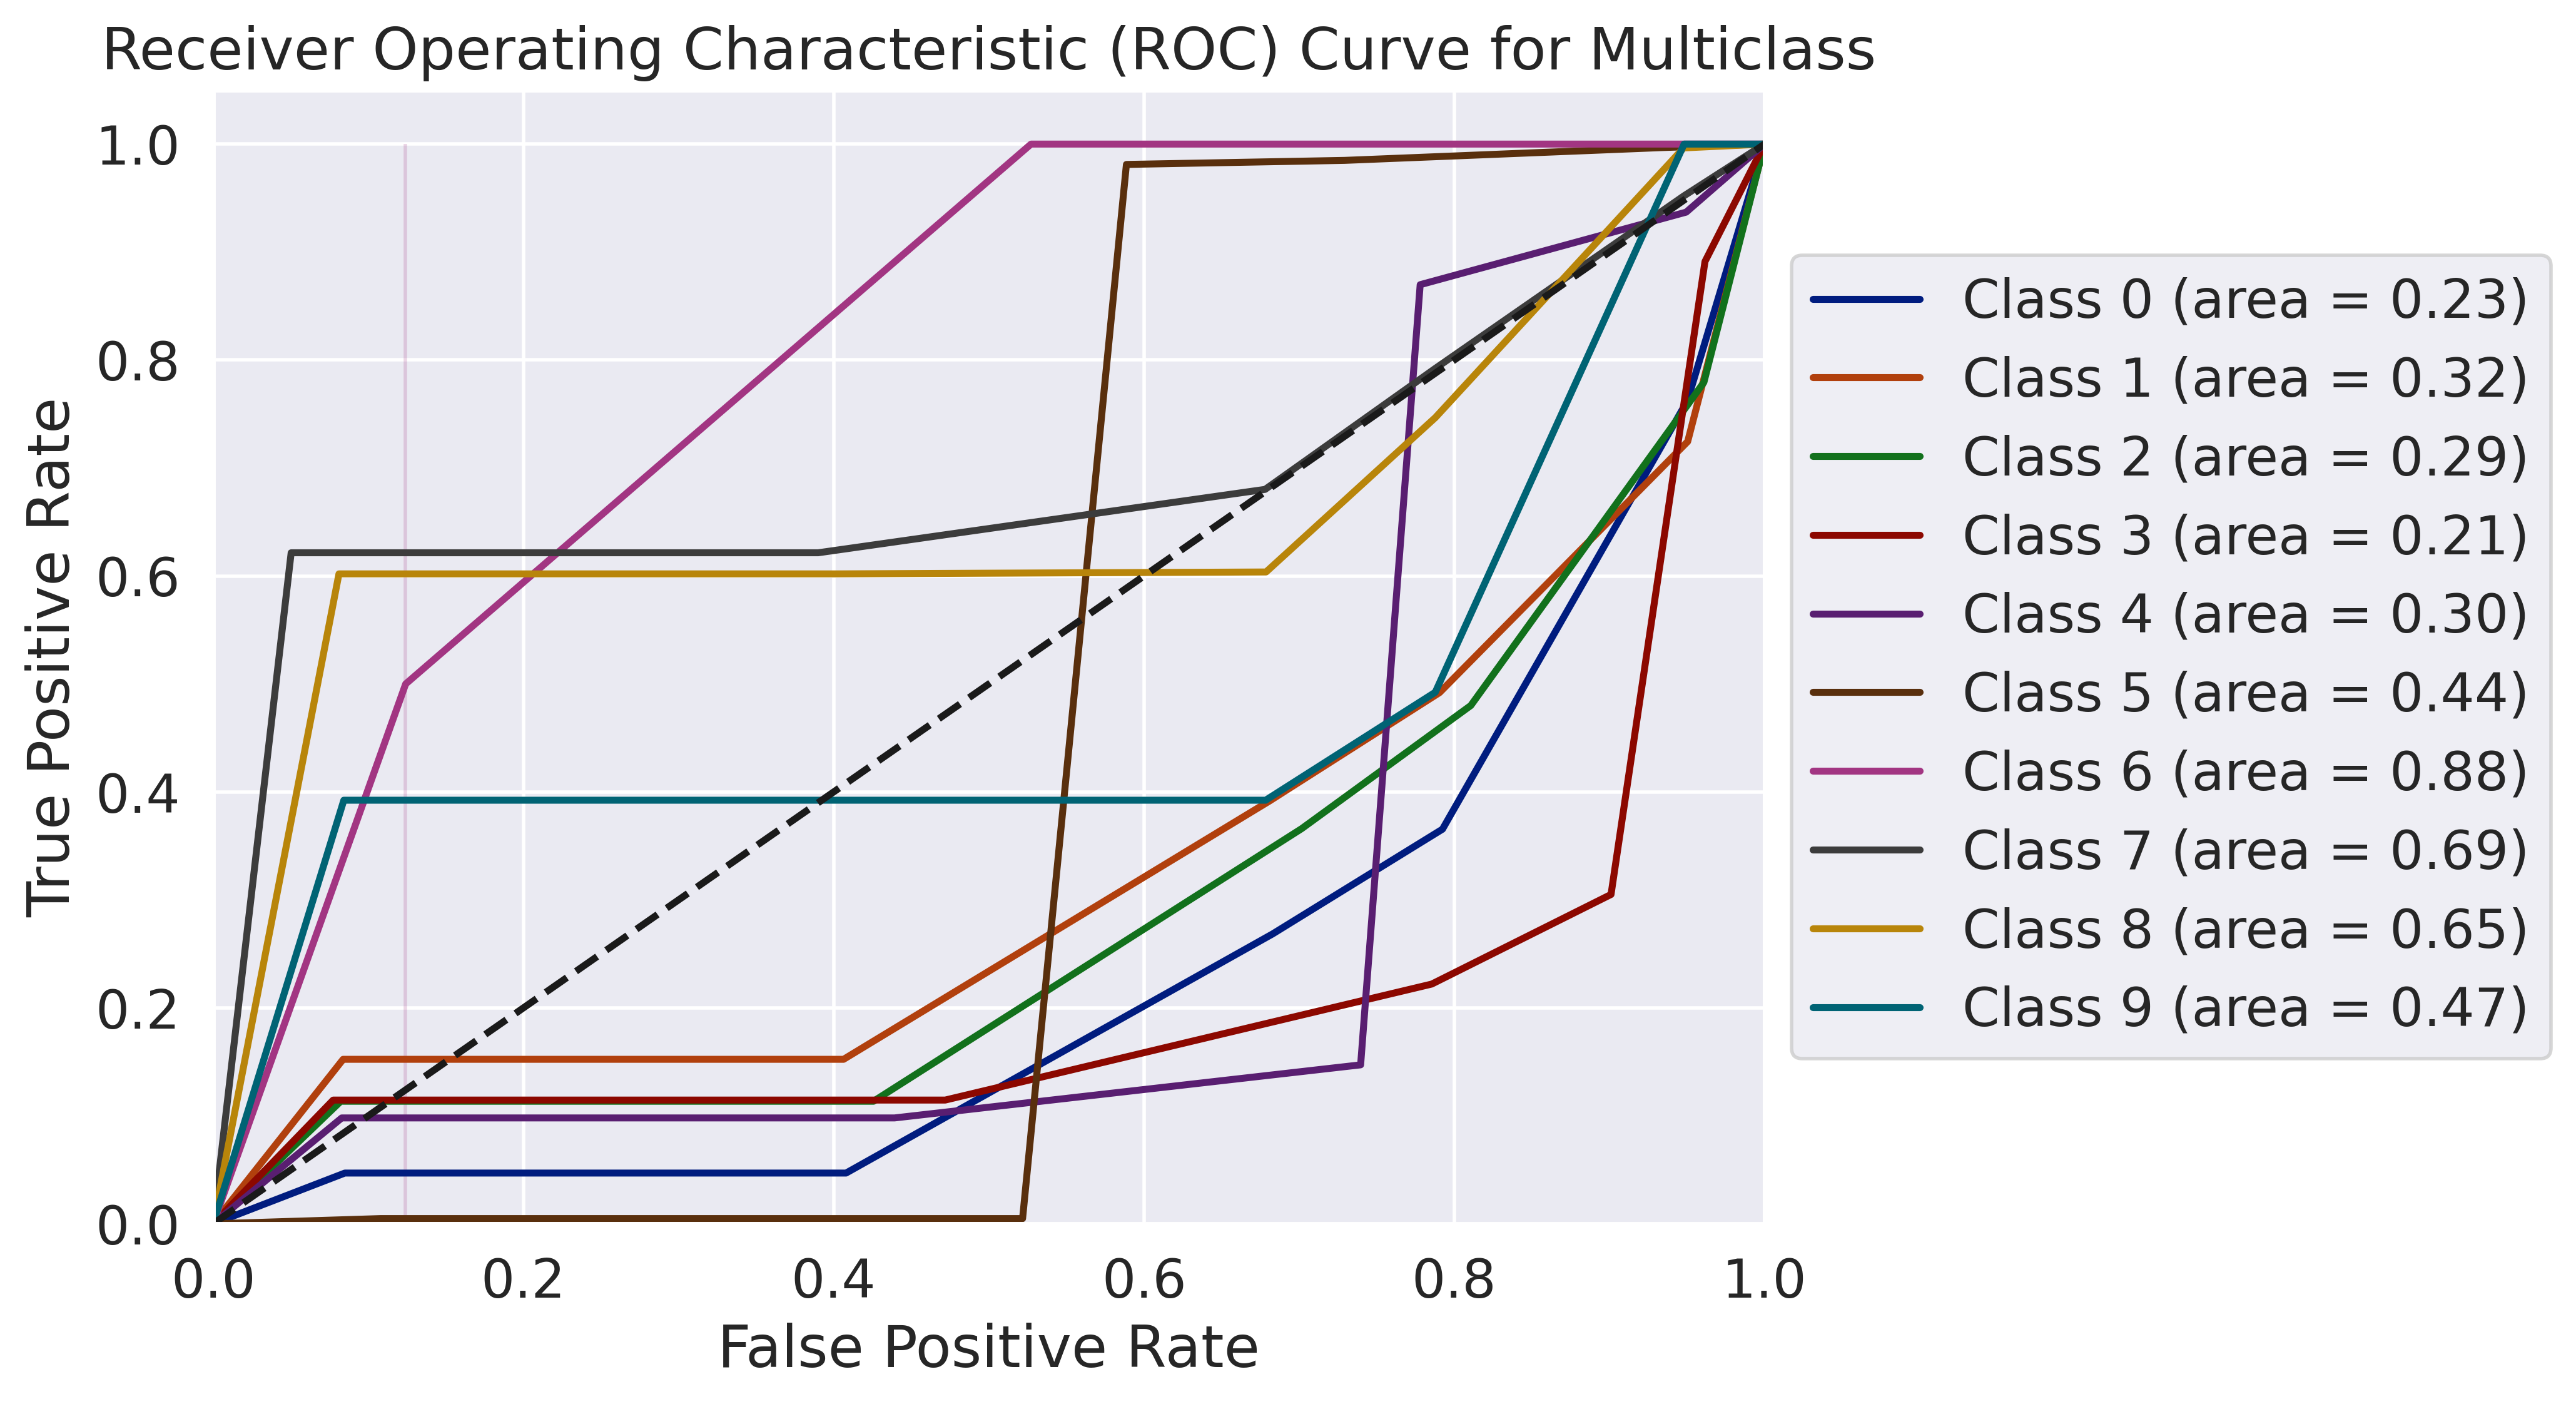 Receiver Operating Characteristic (ROC) Curve for Multiclass
True Positive Rate
1.0
0.8
0.6
0.4
0.2
0.0
0.0 0.2 0.4 0.6 0.8 1.0
False Positive Rate
Class 0 (area = 0.23)
Class 1 (area = 0.32)
Class 2 (area = 0.29)
Class 3 (area = 0.21)
Class 4 (area = 0.30)
Class 5 (area = 0.44)
Class 6 (area = 0.88)
Class 7 (area = 0.69)
Class 8 (area = 0.65)
Class 9 (area = 0.47)